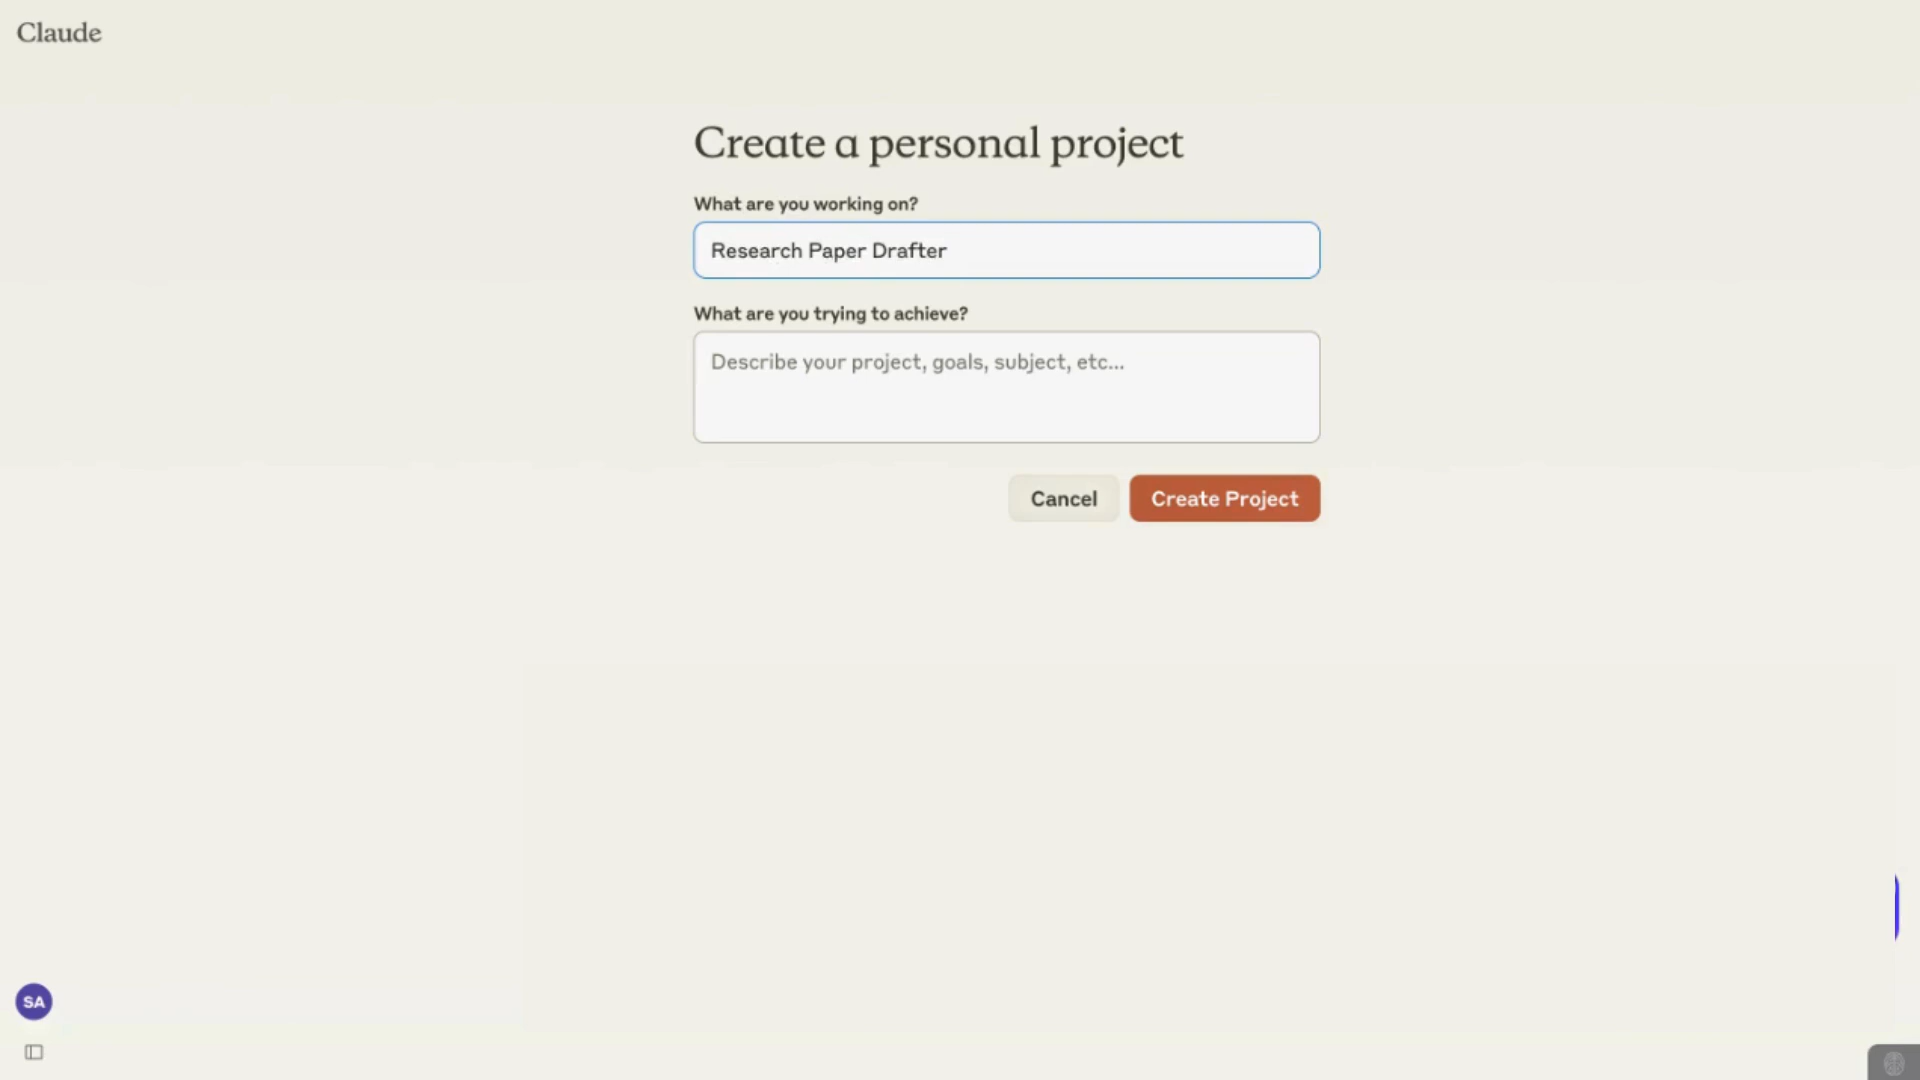 Claude
Create a personal project
What are you working on?
Research Paper Drafter
What are you trying to achieve?
Describe your project, goals, subject, etc...
Cancel
Create Project
SA